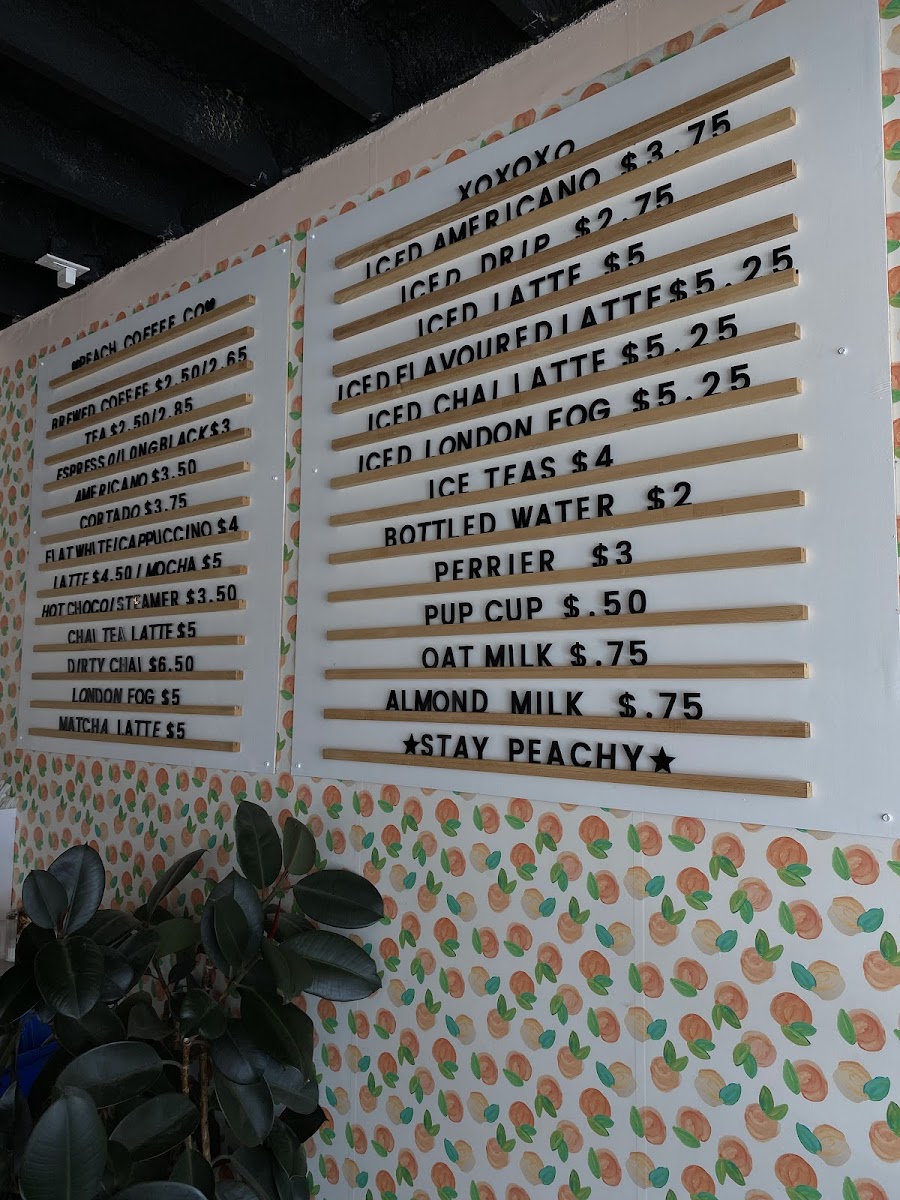 ♥PEACH COFFEE CO♥
BREWED COFFEE $2.50/2.65
TEA $2.50/2.85
ESPRESSO/LONG BLACK $3
AMERICANO $3.50
CORTADO $3.75
FLAT WHITE/CAPPUCCINO $4
LATTE $4.50 / MOCHA $5
HOT CHOCO/STEAMER $3.50
CHAI TEA LATTE $5
DIRTY CHAI $6.50
LONDON FOG $5
MATCHA LATTE $5
XOXOXO
ICED AMERICANO $3.75
ICED DRIP $2.75
ICED LATTE $5
ICED FLAVOURED LATTE $5.25
ICED CHAI LATTE $5.25
ICED LONDON FOG $5.25
ICE TEAS $4
BOTTLED WATER $2
PERRIER $3
PUP CUP $.50
OAT MILK $.75
ALMOND MILK $.75
★STAY PEACHY★